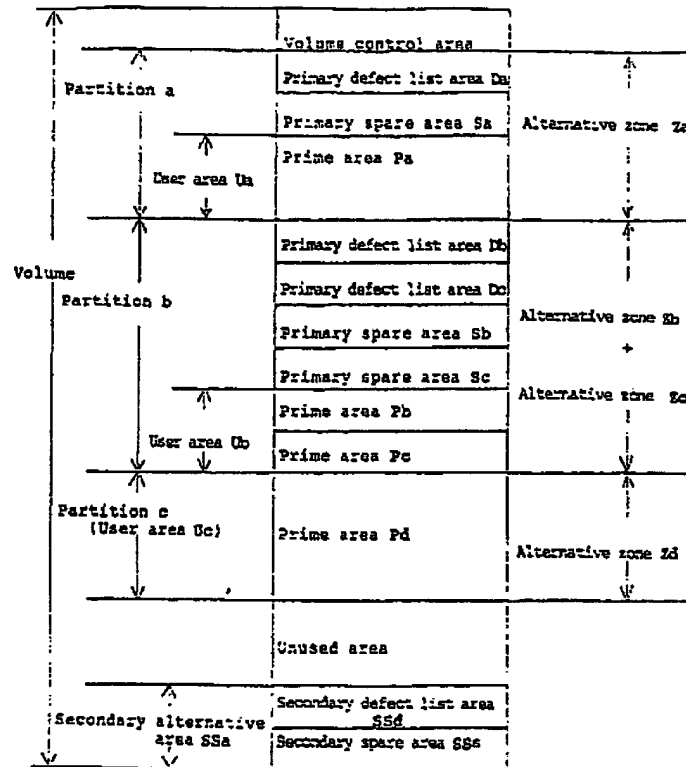 Volume control area
Partition a
Primary defect list area Da
Primary spare area Sa
Alternative zone Za
Prime area Pa
User area Ua
Primary defect list area Db
Volume
Primary defect list area Dc
Partition b
Alternative zone Zb
Primary spare area Sb
+
Primary spare area Sc
Alternative zone Zc
Prime area Pb
User area Ub
Prime area Pc
Partition c
(User area Uc)
Prime area Pd
Alternative zone Zd
Unused area
Secondary defect list area
SSd
Secondary alternative
area SSa
Secondary spare area SSs